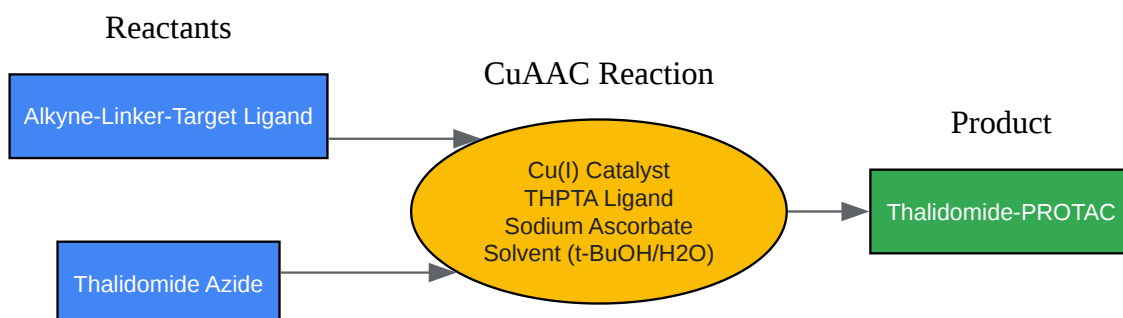 Reactants
Alkyne-Linker-Target Ligand
Thalidomide Azide
CuAAC Reaction
Cu(I) Catalyst
THPTA Ligand
Sodium Ascorbate
Solvent (t-BuOH/H2O)
Product
Thalidomide-PROTAC